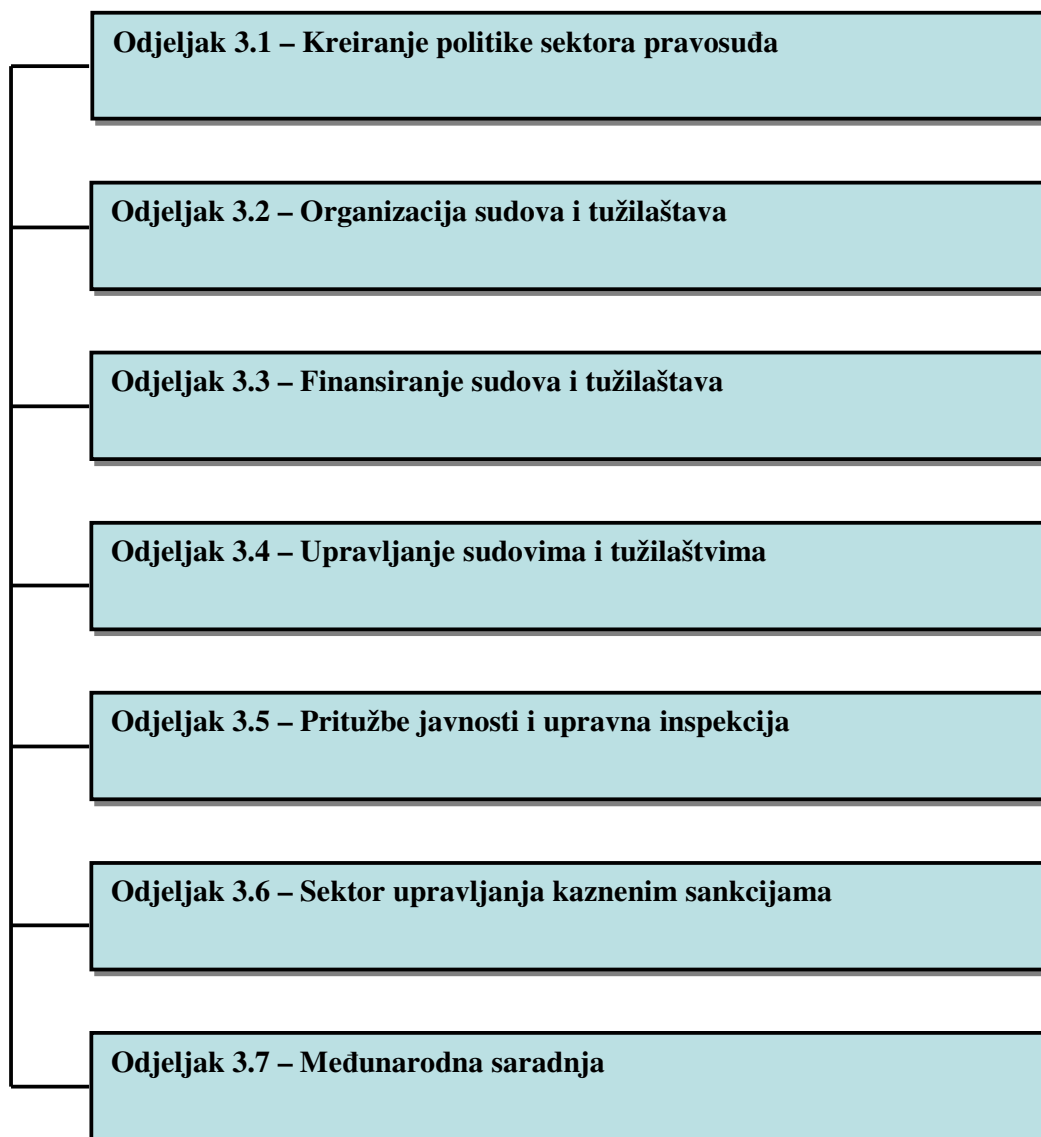 Odjeljak 3.1 – Kreiranje politike sektora pravosuđa
Odjeljak 3.2 – Organizacija sudova i tužilaštava
Odjeljak 3.3 – Finansiranje sudova i tužilaštava
Odjeljak 3.4 – Upravljanje sudovima i tužilaštvima
Odjeljak 3.5 – Pritužbe javnosti i upravna inspekcija
Odjeljak 3.6 – Sektor upravljanja kaznenim sankcijama
Odjeljak 3.7 – Međunarodna saradnja